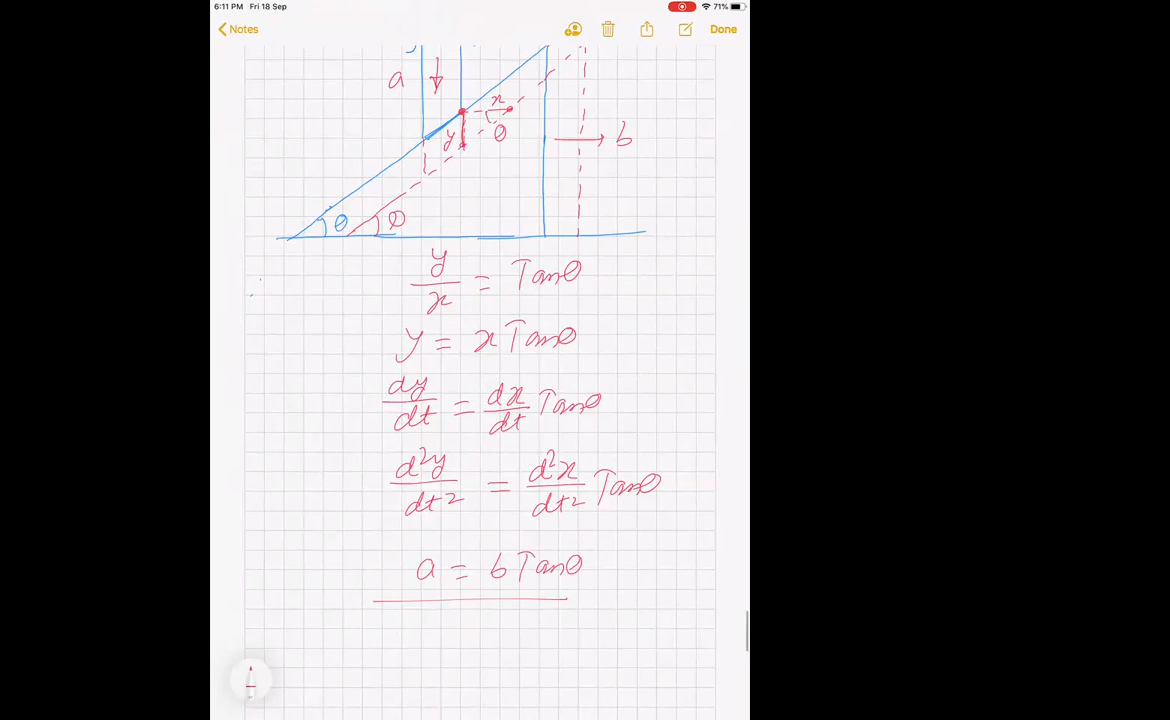 6:11 PM Fri 18 Sep 71%
Notes Done
a
x
y θ b
θ θ
y/x = Tanθ
y = x Tanθ
dy/dt = dx/dt Tanθ
d²y/dt² = d²x/dt² Tanθ
a = b Tanθ